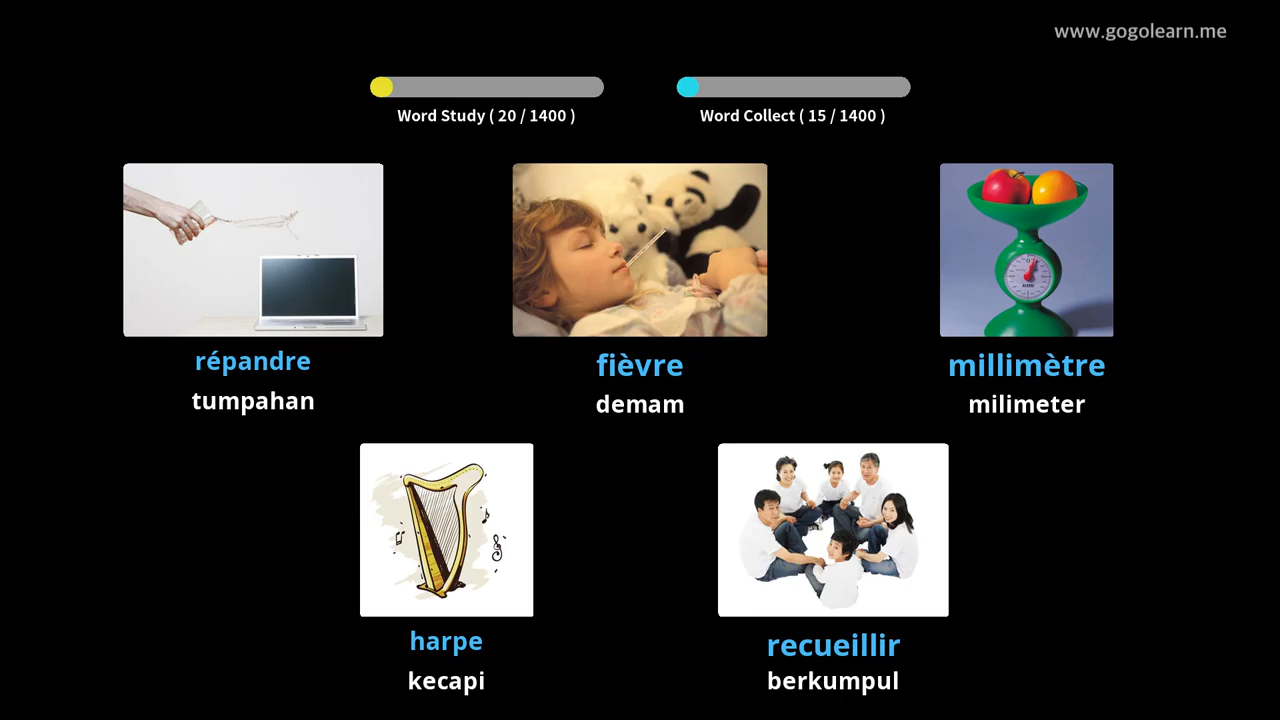 www.gogolearn.me
Word Study ( 20 / 1400 )
Word Collect ( 15 / 1400 )
répandre
tumpahan
fièvre
demam
millimètre
milimeter
harpe
kecapi
recueillir
berkumpul